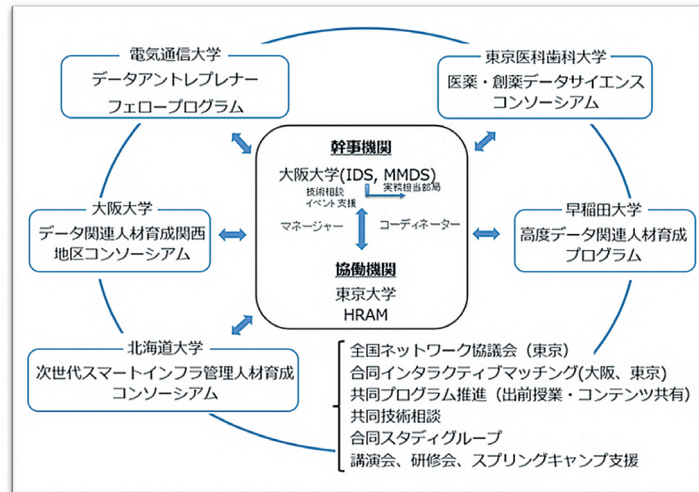 電気通信大学
データアントレプレナー
フェロープログラム
東京医科歯科大学
医薬・創薬データサイエンス
コンソーシアム
幹事機関
大阪大学(IDS, MMDS)
技術相談
イベント支援
実務担当部局
マネージャー
コーディネーター
協働機関
東京大学
HRAM
大阪大学
データ関連人材育成関西
地区コンソーシアム
早稲田大学
高度データ関連人材育成
プログラム
北海道大学
次世代スマートインフラ管理人材育成
コンソーシアム
全国ネットワーク協議会（東京）
合同インタラクティブマッチング(大阪、東京)
共同プログラム推進（出前授業・コンテンツ共有）
共同技術相談
合同スタディグループ
講演会、研修会、スプリングキャンプ支援